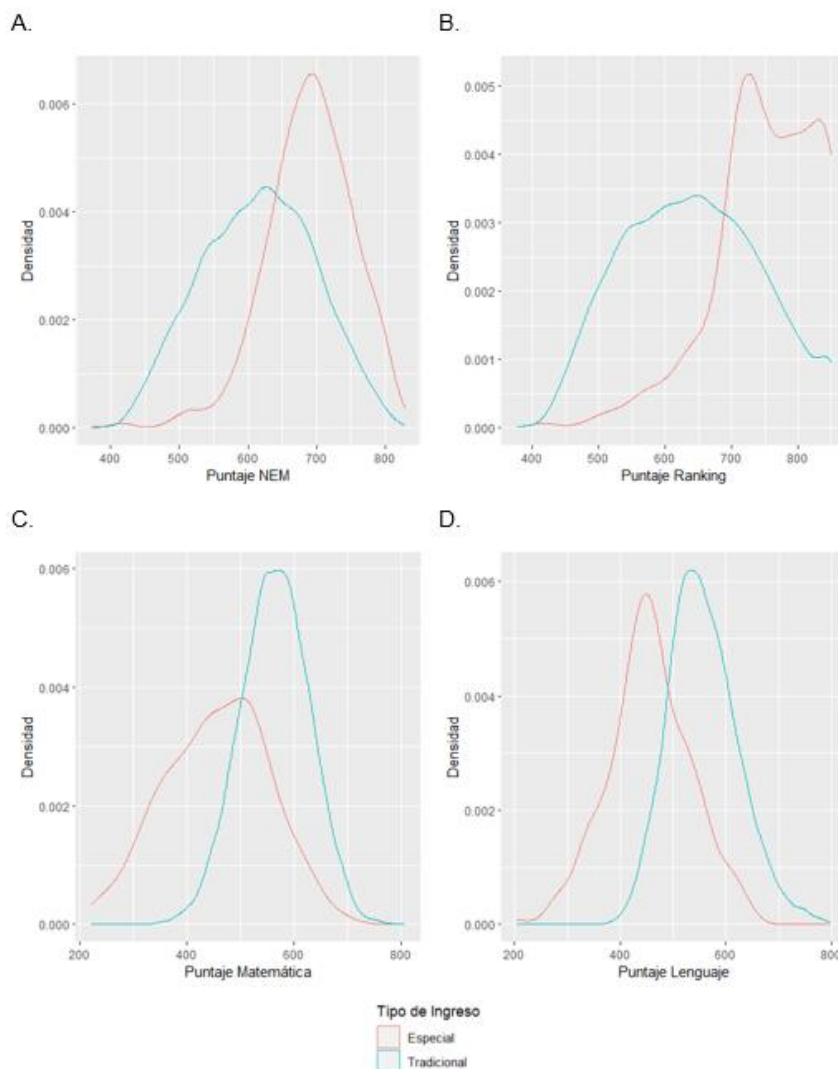 A.
B.
Densidad
0.006
0.004
0.002
0.000
400 500 600 700 800
Puntaje NEM
Densidad
0.005
0.004
0.003
0.002
0.001
0.000
400 500 600 700 800
Puntaje Ranking
C.
D.
Densidad
0.006
0.004
0.002
0.000
400 600 800
Puntaje Matemática
Densidad
0.006
0.004
0.002
0.000
200 400 600 800
Puntaje Lenguaje
Tipo de Ingreso
Especial
Tradicional